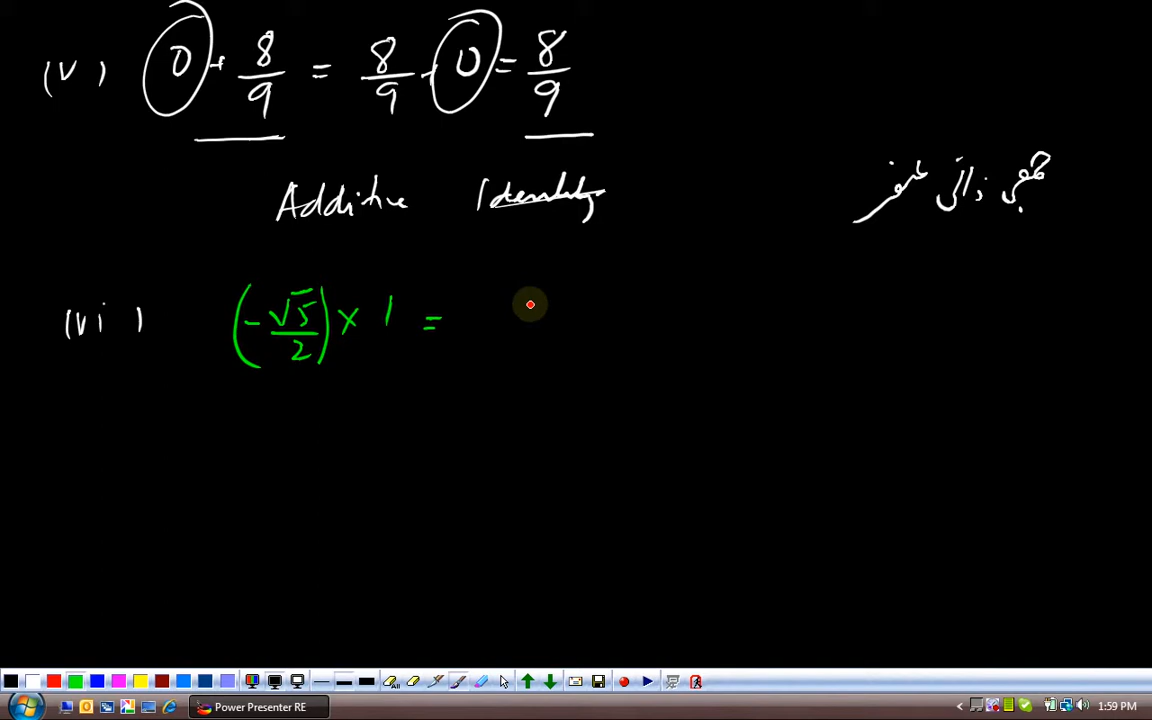 (v) 0 + 8/9 = 8/9 + 0 = 8/9
Additive Identity
جمعی ذاتی عنصر
(vi) (-√5/2) × 1 =
Power Presenter RE
1:59 PM